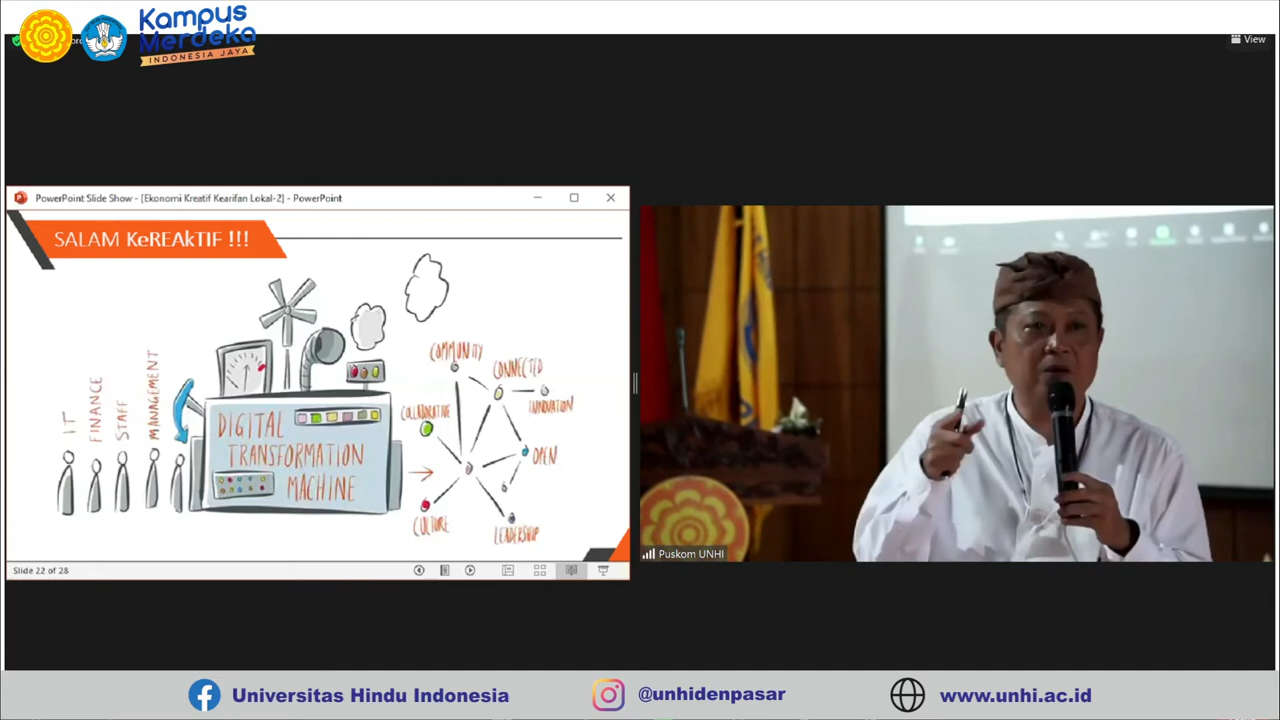 Kampus
Merdeka
INDONESIA JAYA
View
PowerPoint Slide Show - [Ekonomi Kreatif Kearifan Lokal-2] - PowerPoint
SALAM KeREAkTIF !!!
IT
FINANCE
STAFF
MANAGEMENT
DIGITAL
TRANSFORMATION
MACHINE
COMMUNITY
CONNECTED
INNOVATION
COLLABORATIVE
OPEN
CULTURE
LEADERSHIP
Slide 22 of 28
Puskom UNHI
Universitas Hindu Indonesia
@unhidenpasar
www.unhi.ac.id